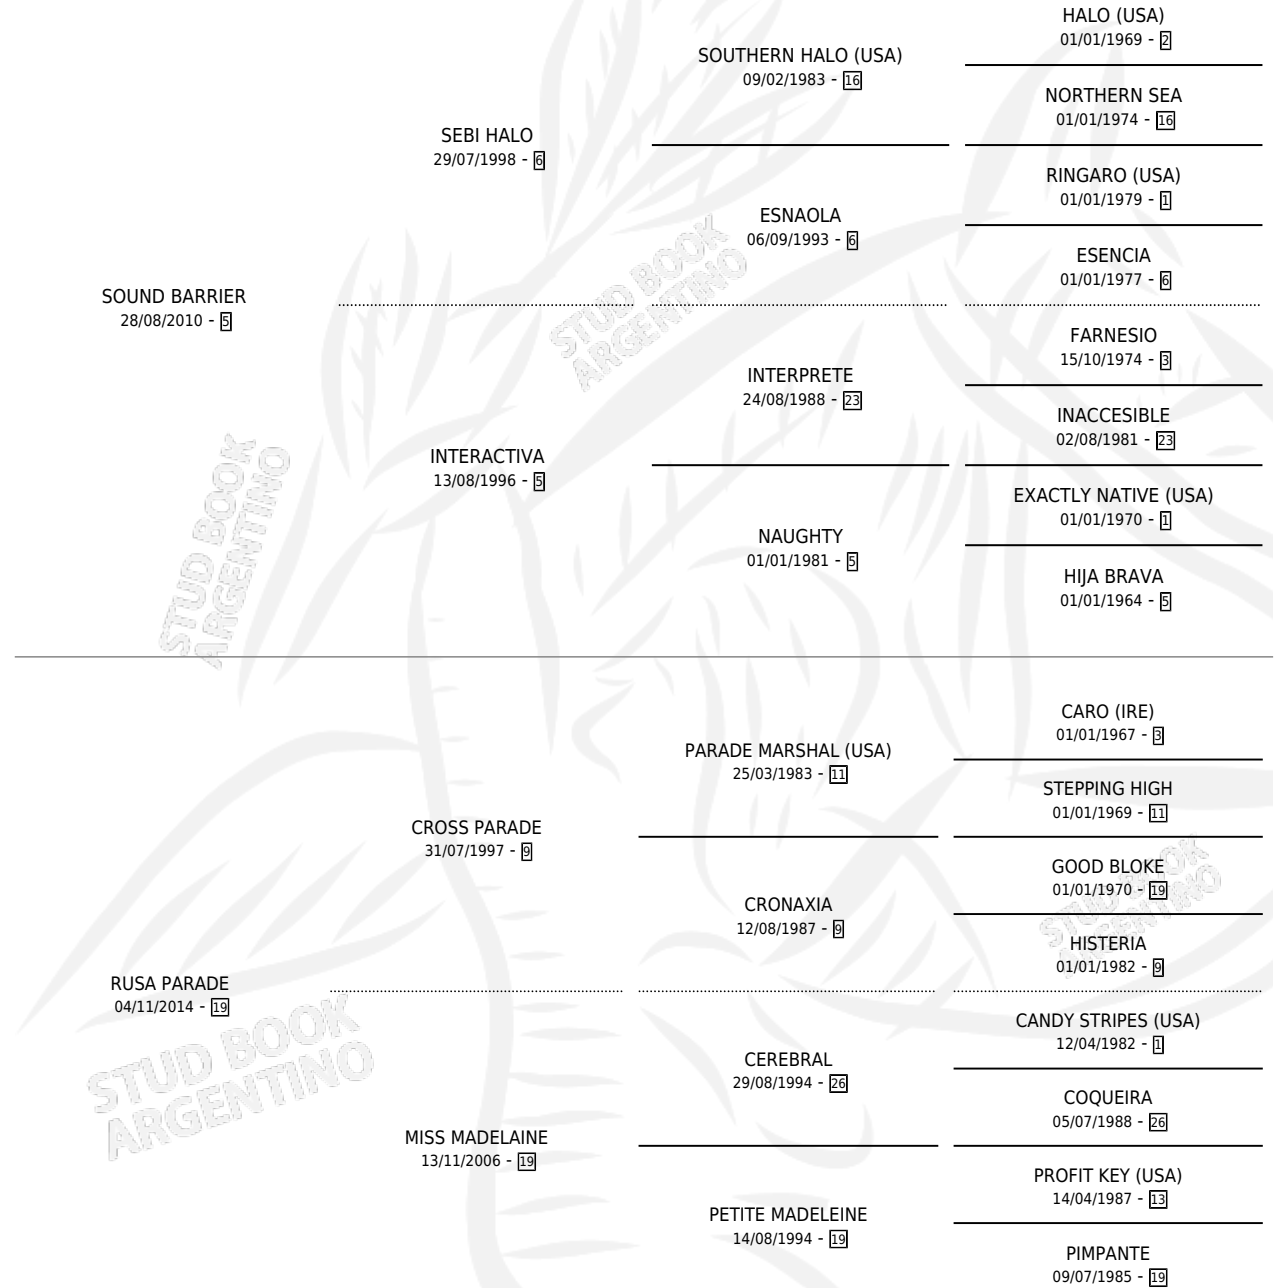 HALO (USA)
01/01/1969 - 2
SOUTHERN HALO (USA)
09/02/1983 - 16
NORTHERN SEA
01/01/1974 - 16
SEBI HALO
29/07/1998 - 6
RINGARO (USA)
01/01/1979 - 1
ESNAOLA
06/09/1993 - 6
ESENCIA
01/01/1977 - 6
SOUND BARRIER
28/08/2010 - 5
FARNESIO
15/10/1974 - 3
INTERPRETE
24/08/1988 - 23
INACCESIBLE
02/08/1981 - 23
INTERACTIVA
13/08/1996 - 5
EXACTLY NATIVE (USA)
01/01/1970 - 1
NAUGHTY
01/01/1981 - 5
HIJA BRAVA
01/01/1964 - 5
CARO (IRE)
01/01/1967 - 3
PARADE MARSHAL (USA)
25/03/1983 - 11
STEPPING HIGH
01/01/1969 - 11
CROSS PARADE
31/07/1997 - 9
GOOD BLOKE
01/01/1970 - 19
CRONAXIA
12/08/1987 - 9
HISTERIA
01/01/1982 - 9
RUSA PARADE
04/11/2014 - 19
CANDY STRIPES (USA)
12/04/1982 - 1
CEREBRAL
29/08/1994 - 26
COQUEIRA
05/07/1988 - 26
MISS MADELAINE
13/11/2006 - 19
PROFIT KEY (USA)
14/04/1987 - 13
PETITE MADELEINE
14/08/1994 - 19
PIMPANTE
09/07/1985 - 19
STUD BOOK
ARGENTINO
STUD BOOK
ARGENTINO
STUD BOOK
ARGENTINO
STUD BOOK
ARGENTINO